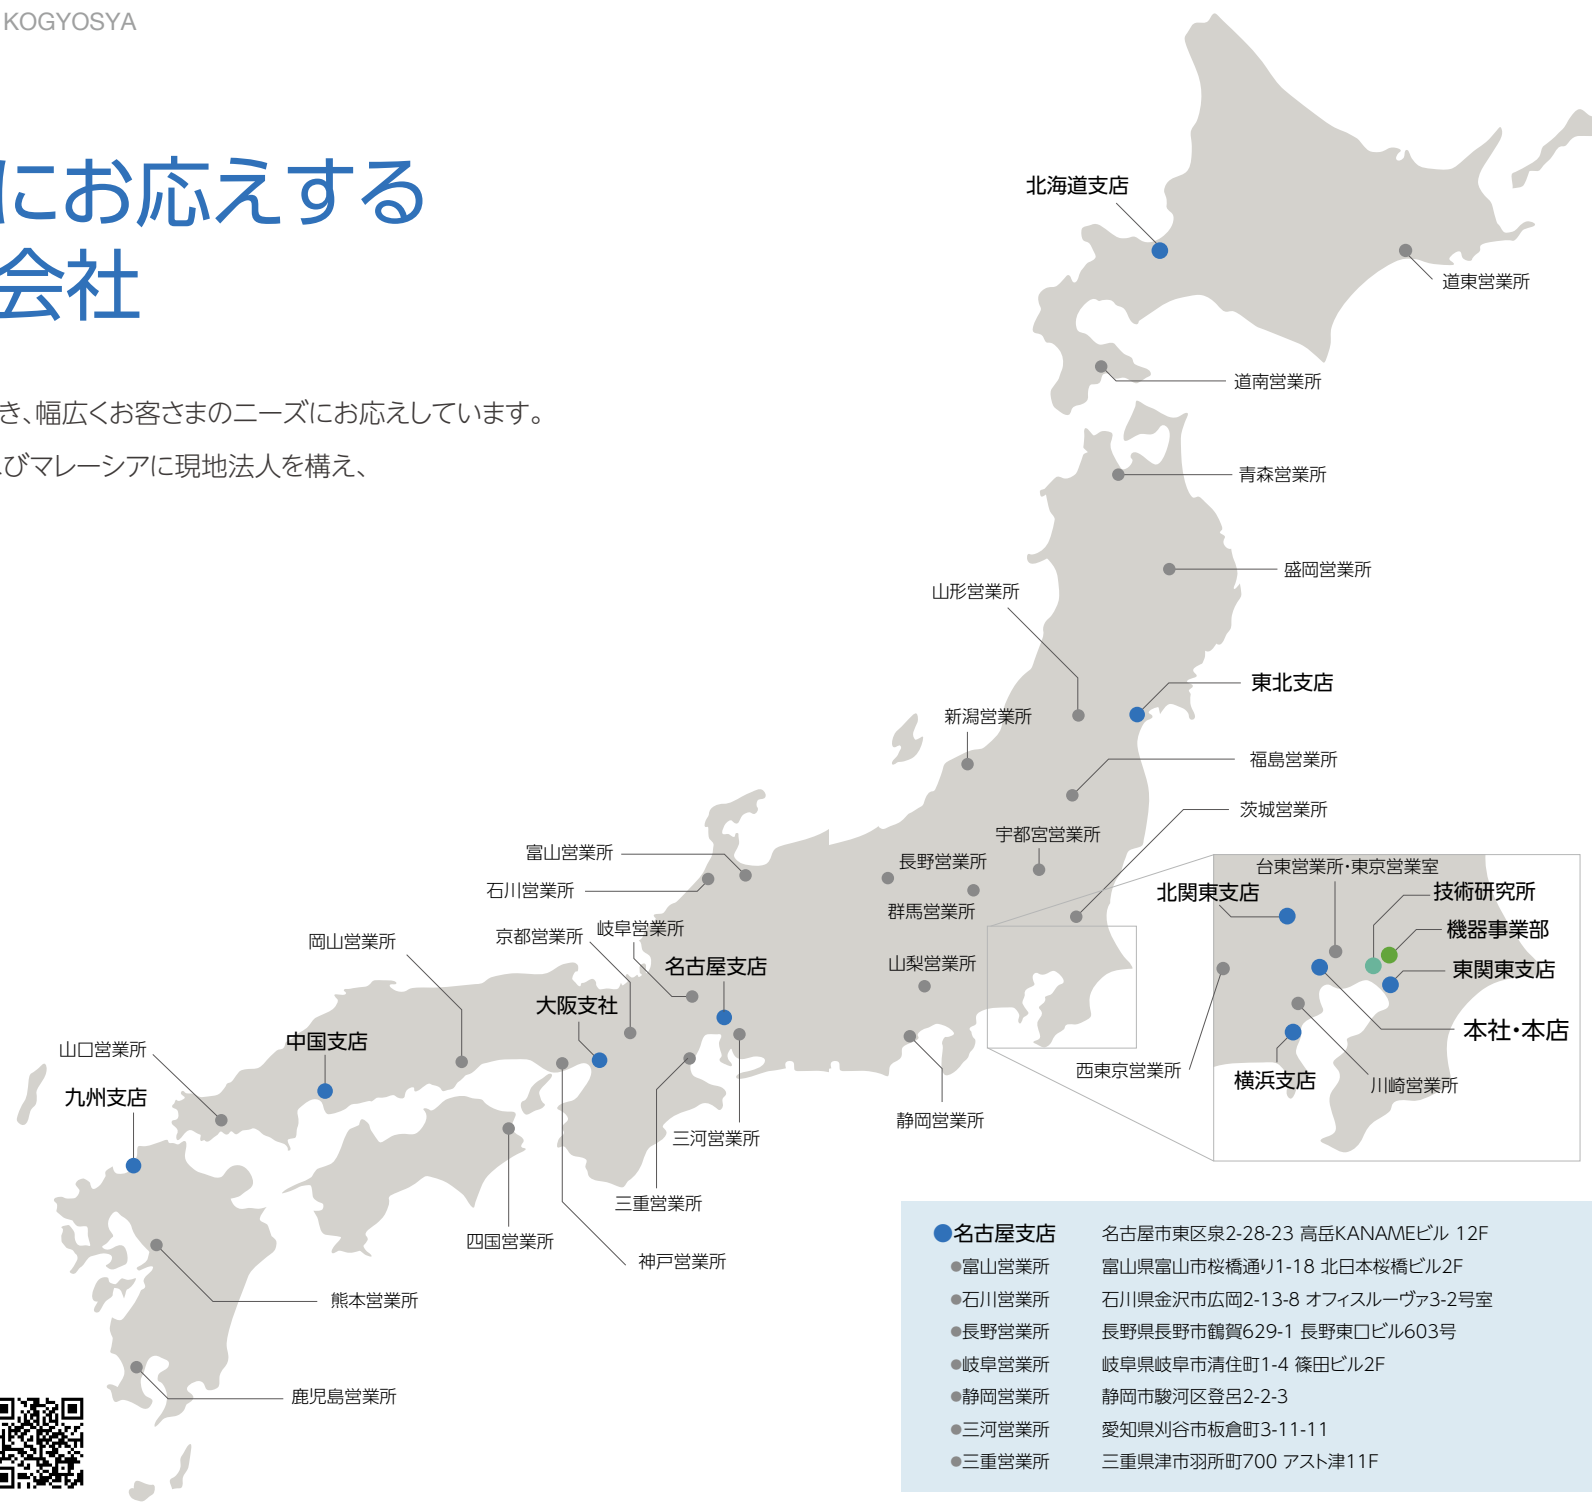 KOGYOSYA
にお応えする
会社
き、幅広くお客さまのニーズにお応えしています。
びマレーシアに現地法人を構え、
北海道支店
道東営業所
道南営業所
青森営業所
盛岡営業所
山形営業所
東北支店
新潟営業所
福島営業所
茨城営業所
宇都宮営業所
富山営業所
長野営業所
石川営業所
群馬営業所
岐阜営業所
京都営業所
岡山営業所
山梨営業所
名古屋支店
大阪支社
中国支店
山口営業所
九州支店
静岡営業所
三河営業所
三重営業所
四国営業所
神戸営業所
熊本営業所
鹿児島営業所
台東営業所・東京営業室
北関東支店
技術研究所
機器事業部
東関東支店
本社・本店
西東京営業所
横浜支店
川崎営業所
名古屋支店 名古屋市東区泉2-28-23 高岳KANAMEビル 12F
富山営業所 富山県富山市桜橋通り1-18 北日本桜橋ビル2F
石川営業所 石川県金沢市広岡2-13-8 オフィスルーヴァ3-2号室
長野営業所 長野県長野市鶴賀629-1 長野東口ビル603号
岐阜営業所 岐阜県岐阜市清住町1-4 篠田ビル2F
静岡営業所 静岡市駿河区登呂2-2-3
三河営業所 愛知県刈谷市板倉町3-11-11
三重営業所 三重県津市羽所町700 アスト津11F